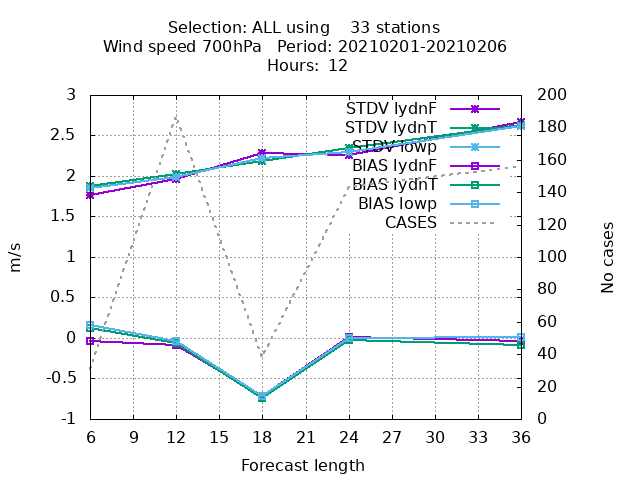 Selection: ALL using    33 stations
Wind speed 700hPa   Period: 20210201-20210206
Hours:  12
3
2.5
2
1.5
1
0.5
0
-0.5
-1
m/s
200
180
160
140
120
100
80
60
40
20
0
No cases
STDV lydnF
STDV lydnT
STDV lowp
BIAS lydnF
BIAS lydnT
BIAS lowp
CASES
6 9 12 15 18 21 24 27 30 33 36
Forecast length